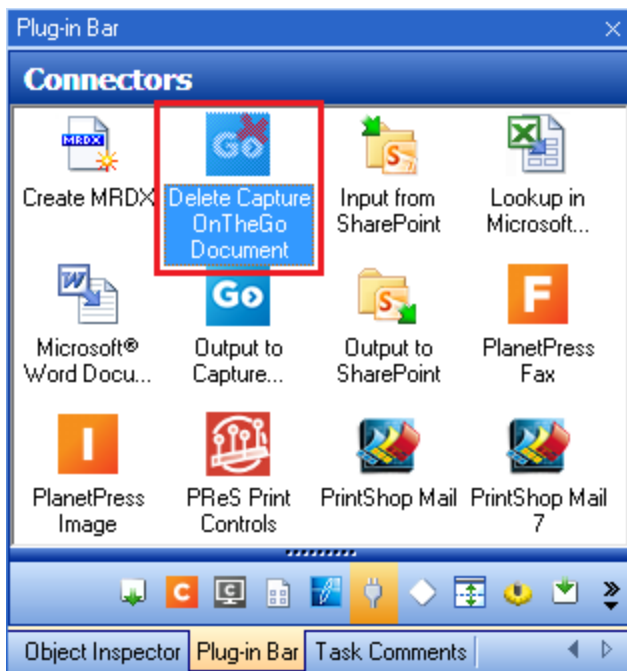 Plug-in Bar
Connectors
MRDX
Go
S
Create MRDX
Delete Capture
OnTheGo
Document
Input from
SharePoint
Lookup in
Microsoft...
W
Go
S
F
Microsoft®
Word Docu...
Output to
Capture...
Output to
SharePoint
PlanetPress
Fax
I
PlanetPress
Image
PReS Print
Controls
PrintShop Mail
PrintShop Mail
7
C
C
Object Inspector
Plug-in Bar
Task Comments